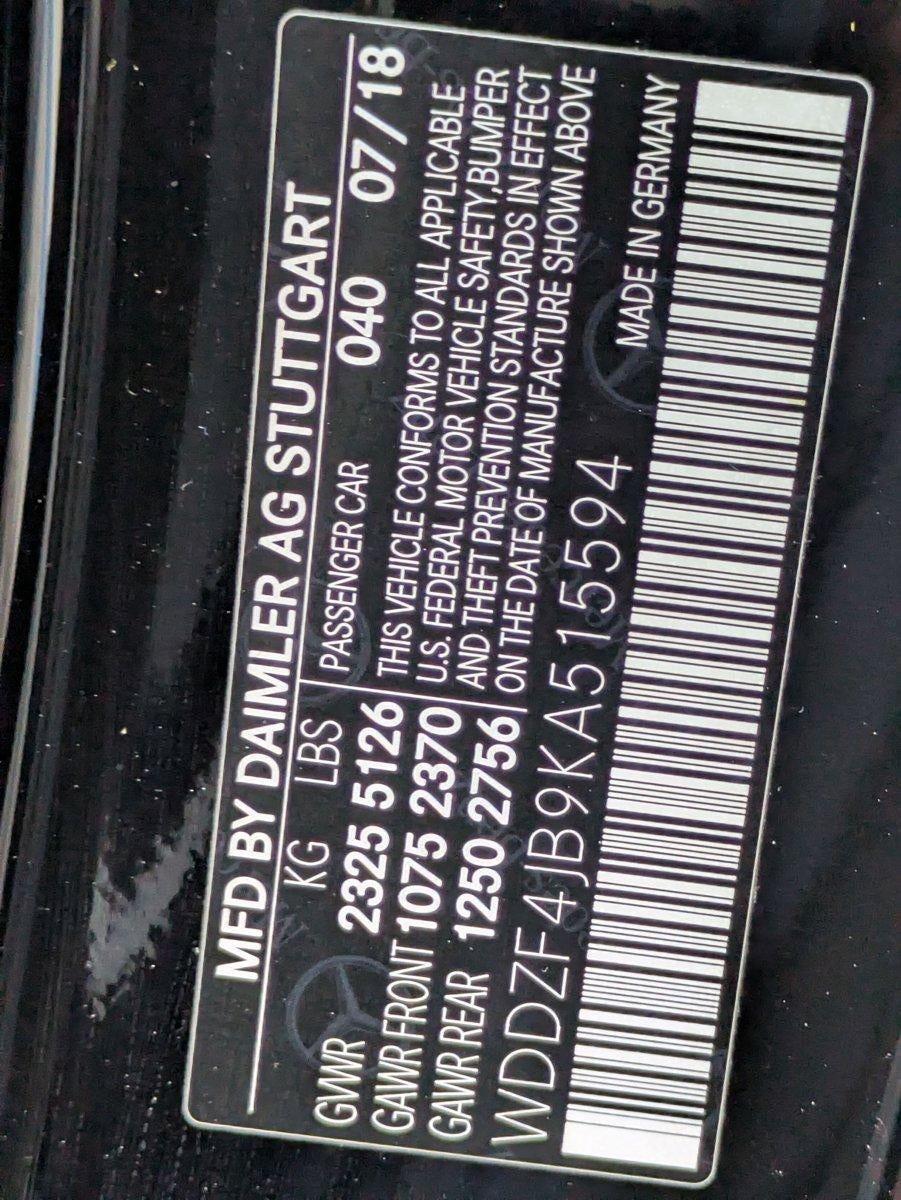 MFD BY DAIMLER AG STUTTGART
KG LBS PASSENGER CAR 040 07/18
GVWR 2325 5126 THIS VEHICLE CONFORMS TO ALL APPLICABLE
GAWR FRONT 1075 2370 U.S. FEDERAL MOTOR VEHICLE SAFETY,BUMPER
GAWR REAR 1250 2756 AND THEFT PREVENTION STANDARDS IN EFFECT
ON THE DATE OF MANUFACTURE SHOWN ABOVE
WDDZF4JB9KA515594 MADE IN GERMANY